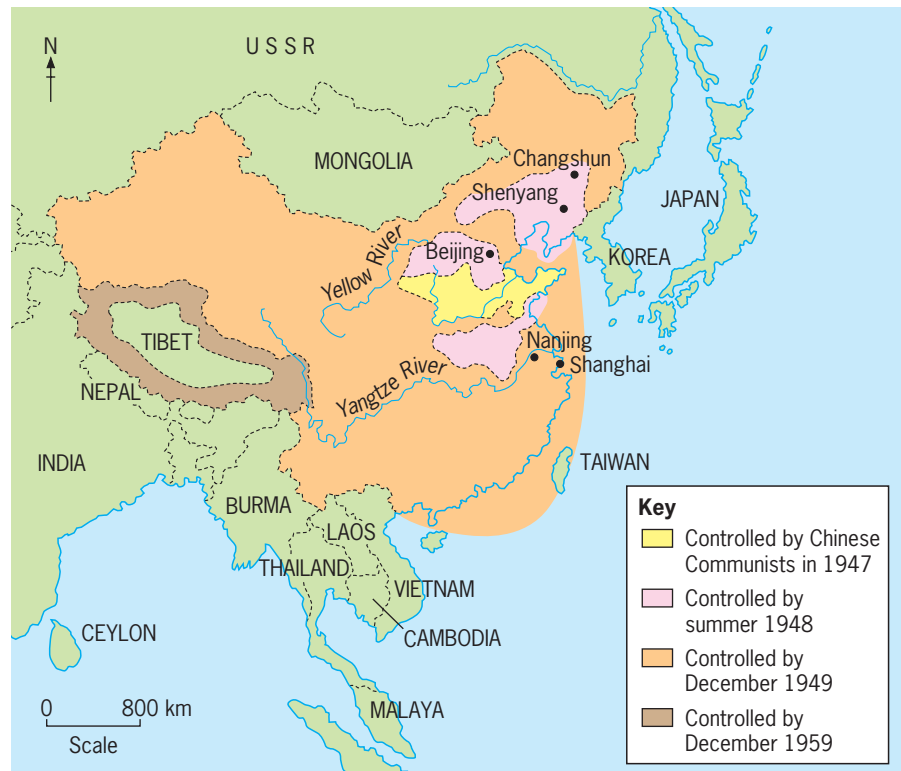 N
USSR
MONGOLIA
Changshun
Shenyang
JAPAN
Beijing
KOREA
Yellow River
TIBET
Nanjing
Shanghai
NEPAL
Yangtze River
INDIA
TAIWAN
BURMA
LAOS
THAILAND
VIETNAM
CEYLON
CAMBODIA
MALAYA
0 800 km
Scale
Key
Controlled by Chinese
Communists in 1947
Controlled by
summer 1948
Controlled by
December 1949
Controlled by
December 1959